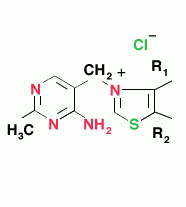 Cl⁻
CH₂ + R₁
N N
N NH₂ S R₂
H₃C